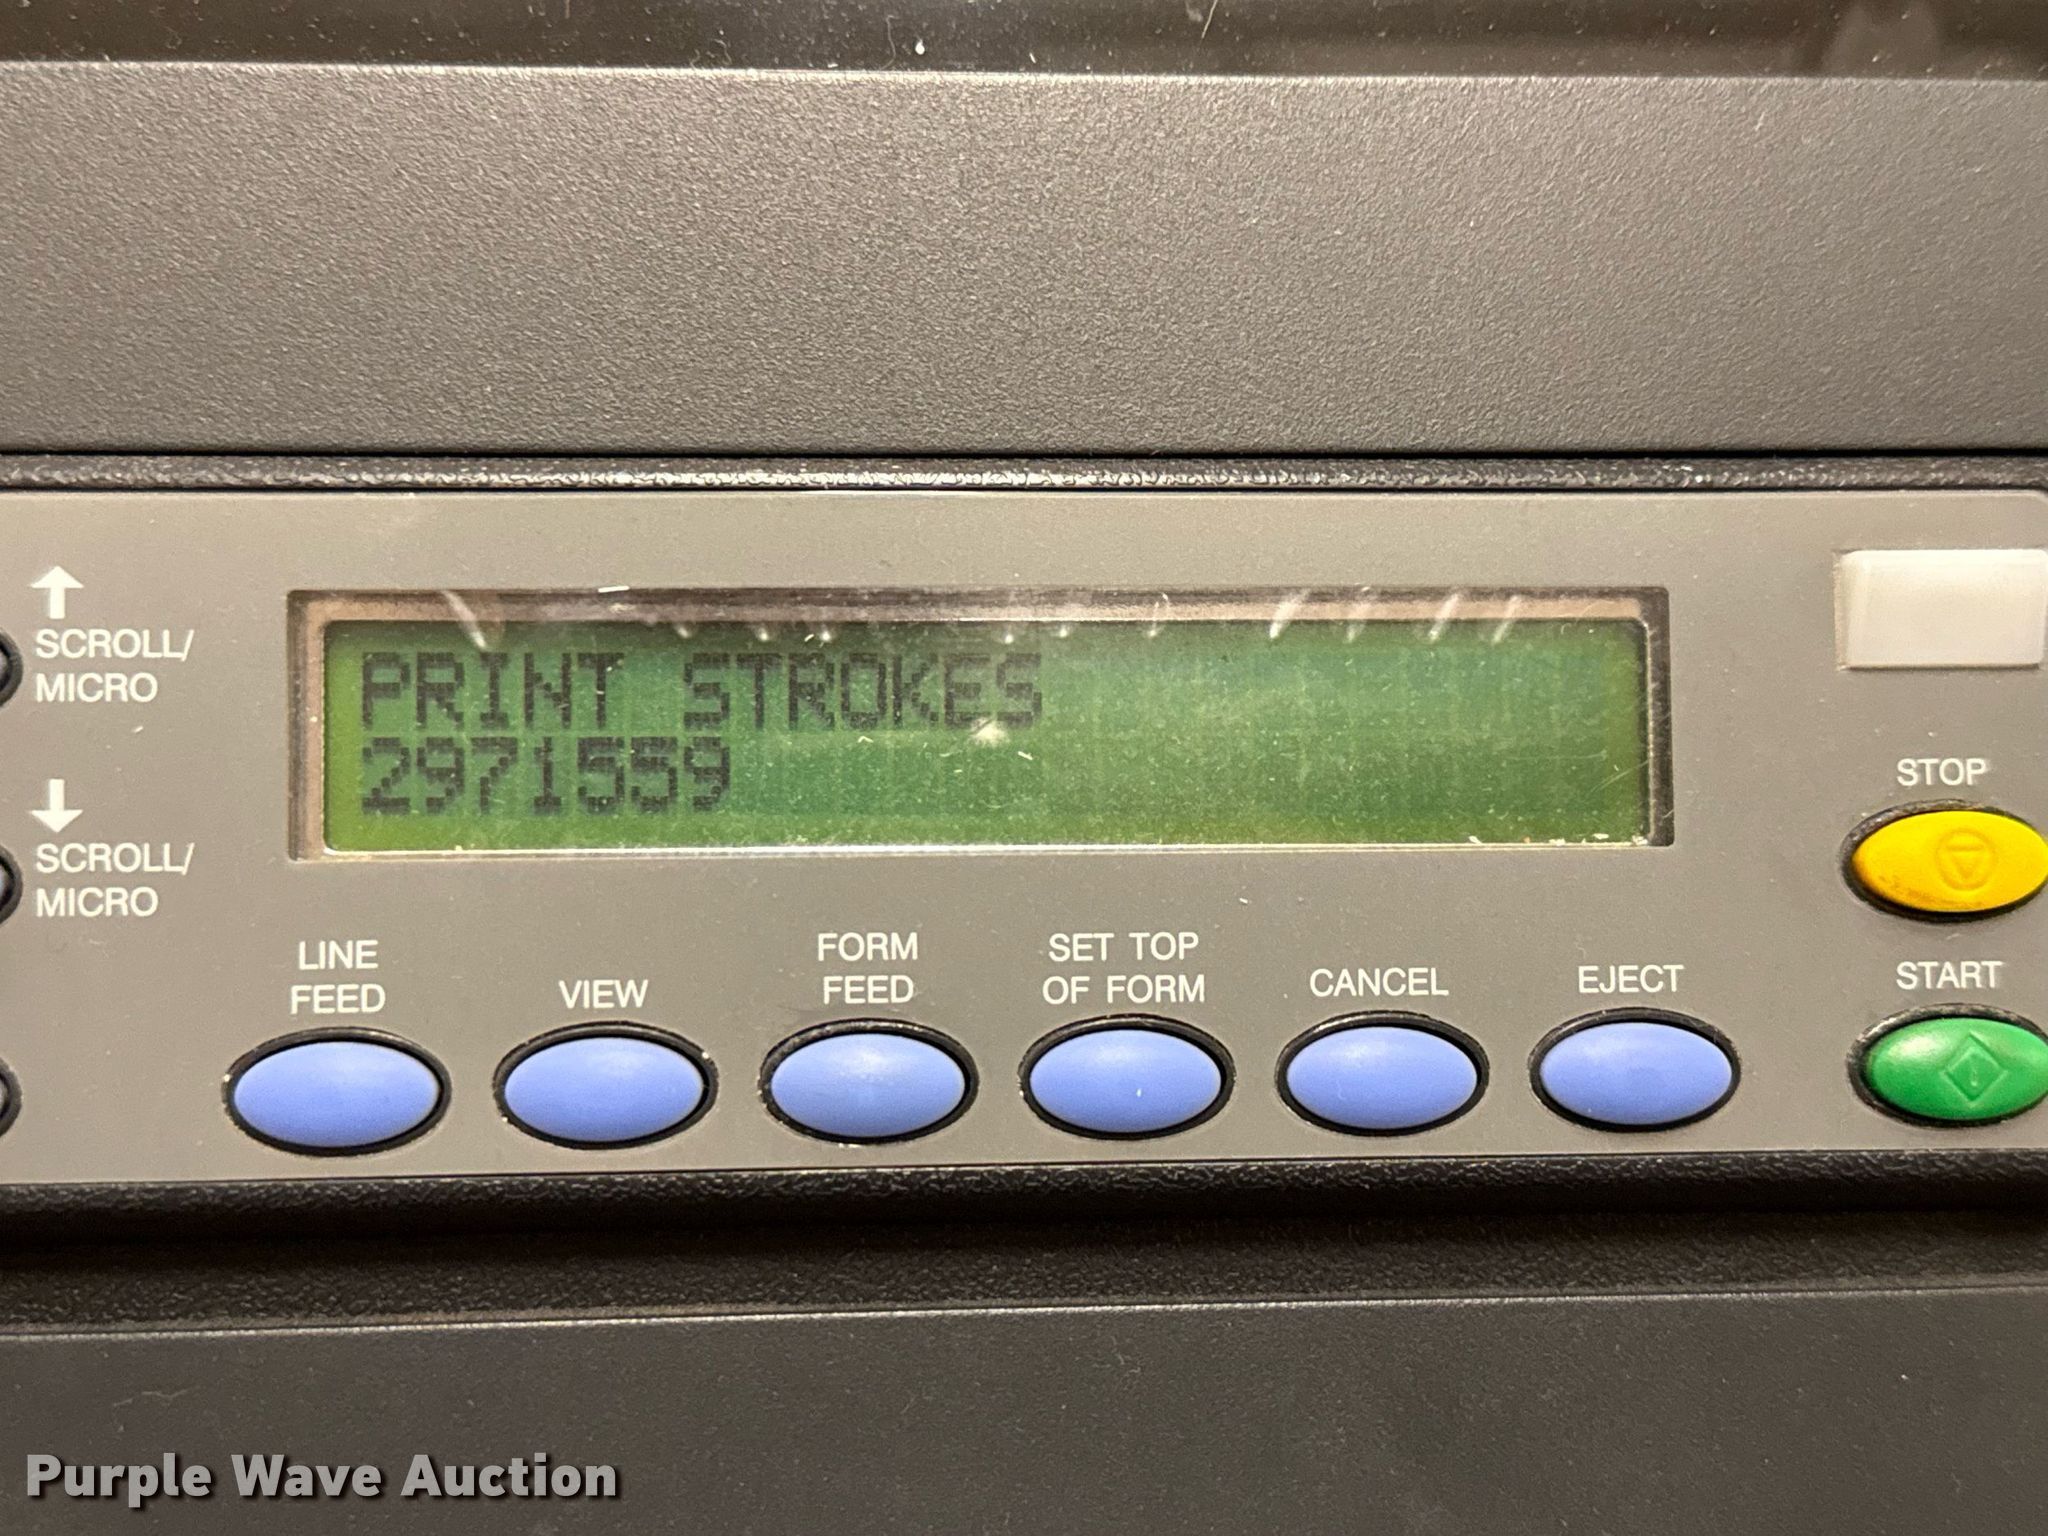 ↑
SCROLL/
MICRO
PRINT STROKES
2971559
STOP
↓
SCROLL/
MICRO
LINE
FEED
VIEW
FORM
FEED
SET TOP
OF FORM
CANCEL
EJECT
START
Purple Wave Auction